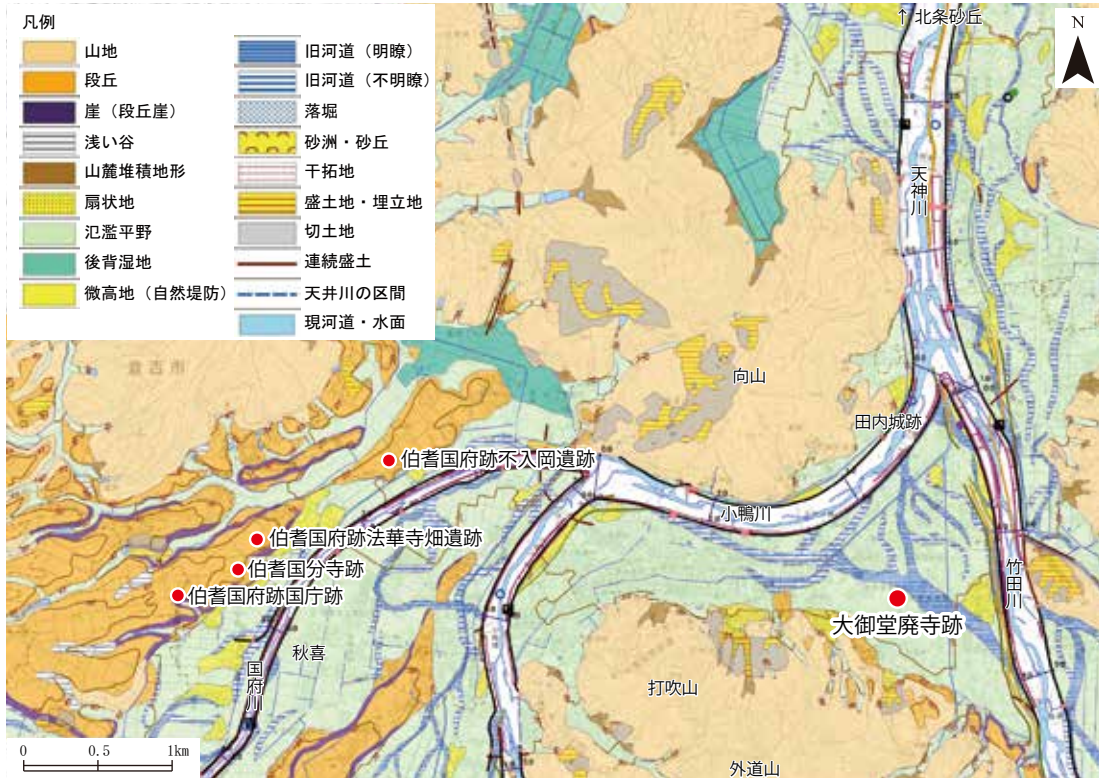 凡例
山地
段丘
崖（段丘崖）
浅い谷
山麓堆積地形
扇状地
氾濫平野
後背湿地
微高地（自然堤防）
旧河道（明瞭）
旧河道（不明瞭）
落堀
砂洲・砂丘
干拓地
盛土地・埋立地
切土地
連続盛土
天井川の区間
現河道・水面
↑北条砂丘
N
天神川
倉吉市
向山
田内城跡
伯耆国府跡不入岡遺跡
小鴨川
伯耆国府跡法華寺畑遺跡
伯耆国分寺跡
伯耆国府跡国庁跡
竹田川
大御堂廃寺跡
秋喜
国府川
打吹山
外道山
0 0.5 1km